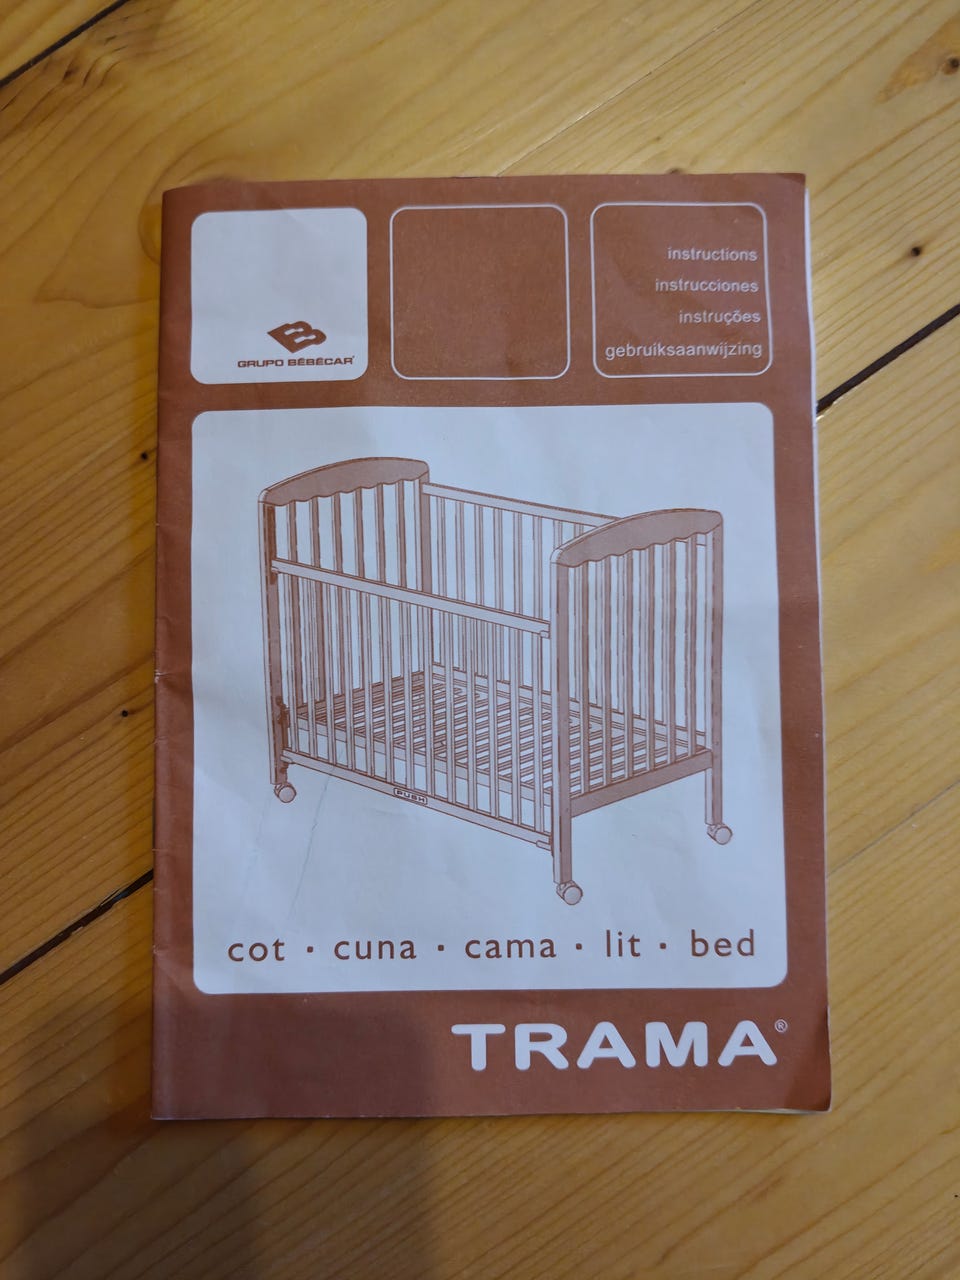 GRUPO BÉBÉCAR®
instructions
instrucciones
instruções
gebruiksaanwijzing
PUSH
cot · cuna · cama · lit · bed
TRAMA®